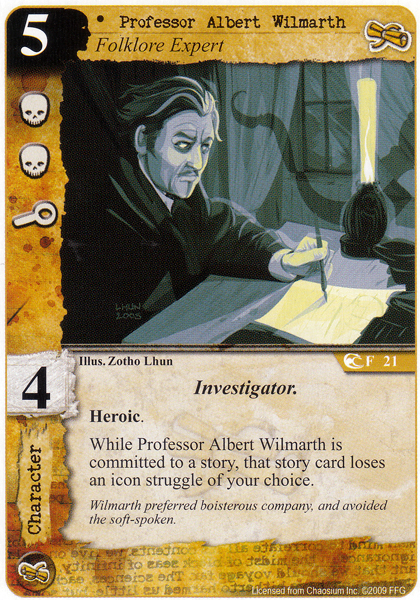 5
• Professor Albert Wilmarth
Folklore Expert
LHUN
2005
Illus. Zotho Lhun
F 21
4
Investigator.
Heroic.
While Professor Albert Wilmarth is
committed to a story, that story card loses
an icon struggle of your choice.
Wilmarth preferred boisterous company, and avoided
the soft-spoken.
Character
Licensed from Chaosium Inc. ©2009 FFG